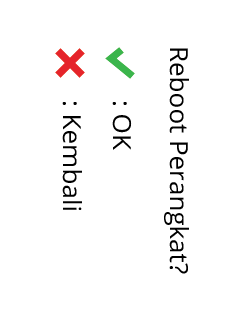 Reboot Perangkat?
: OK
: Kembali